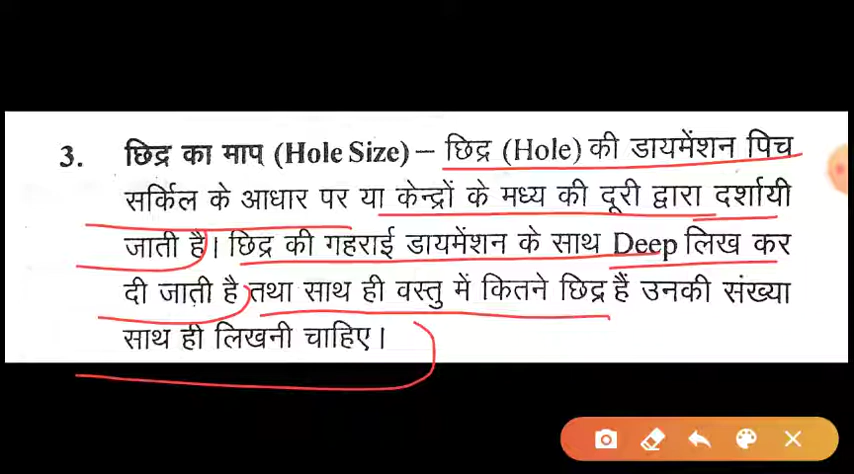 3. छिद्र का माप (Hole Size) – छिद्र (Hole) की डायमेंशन पिच
सर्किल के आधार पर या केन्द्रों के मध्य की दूरी द्वारा दर्शायी
जाती है। छिद्र की गहराई डायमेंशन के साथ Deep लिख कर
दी जाती है तथा साथ ही वस्तु में कितने छिद्र हैं उनकी संख्या
साथ ही लिखनी चाहिए।